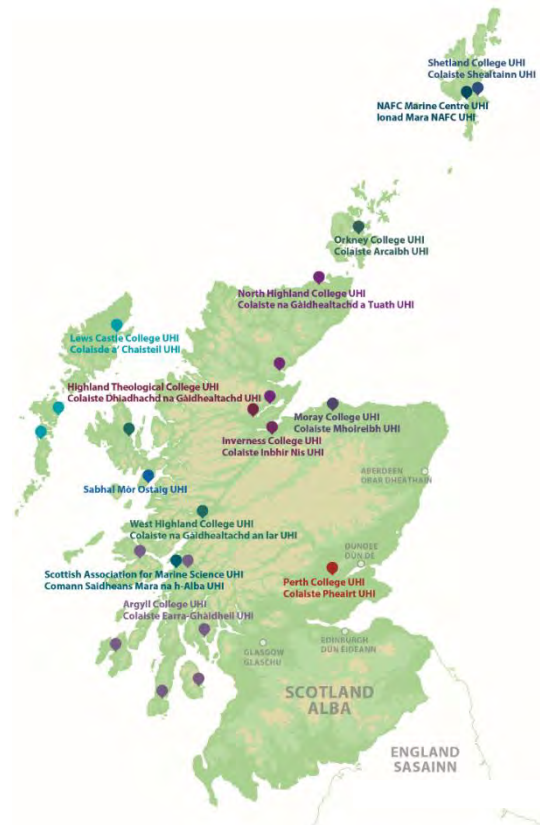 Shetland College UHI
Colaiste Shealtainn UHI
NAFC Marine Centre UHI
Ionad Mara NAFC UHI
Orkney College UHI
Colaiste Arcaibh UHI
North Highland College UHI
Colaiste na Gàidhealtachd a Tuath UHI
Lews Castle College UHI
Colaisde a' Chaisteil UHI
Highland Theological College UHI
Colaiste Dhiadhachd na Gàidhealtachd UHI
Moray College UHI
Colaiste Mhoireibh UHI
Inverness College UHI
Colaiste Inbhir Nis UHI
ABERDEEN
OBAR DHEATHAIN
Sabhal Mòr Ostaig UHI
West Highland College UHI
Colaiste na Gàidhealtachd an Iar UHI
DUNDEE
DÙN DÈ
Scottish Association for Marine Science UHI
Comann Saidheans Mara na h-Alba UHI
Perth College UHI
Colaiste Pheairt UHI
Argyll College UHI
Colaiste Earra-Ghàidheil UHI
EDINBURGH
DÙN ÈIDEANN
GLASGOW
GLASCHU
SCOTLAND
ALBA
ENGLAND
SASAINN